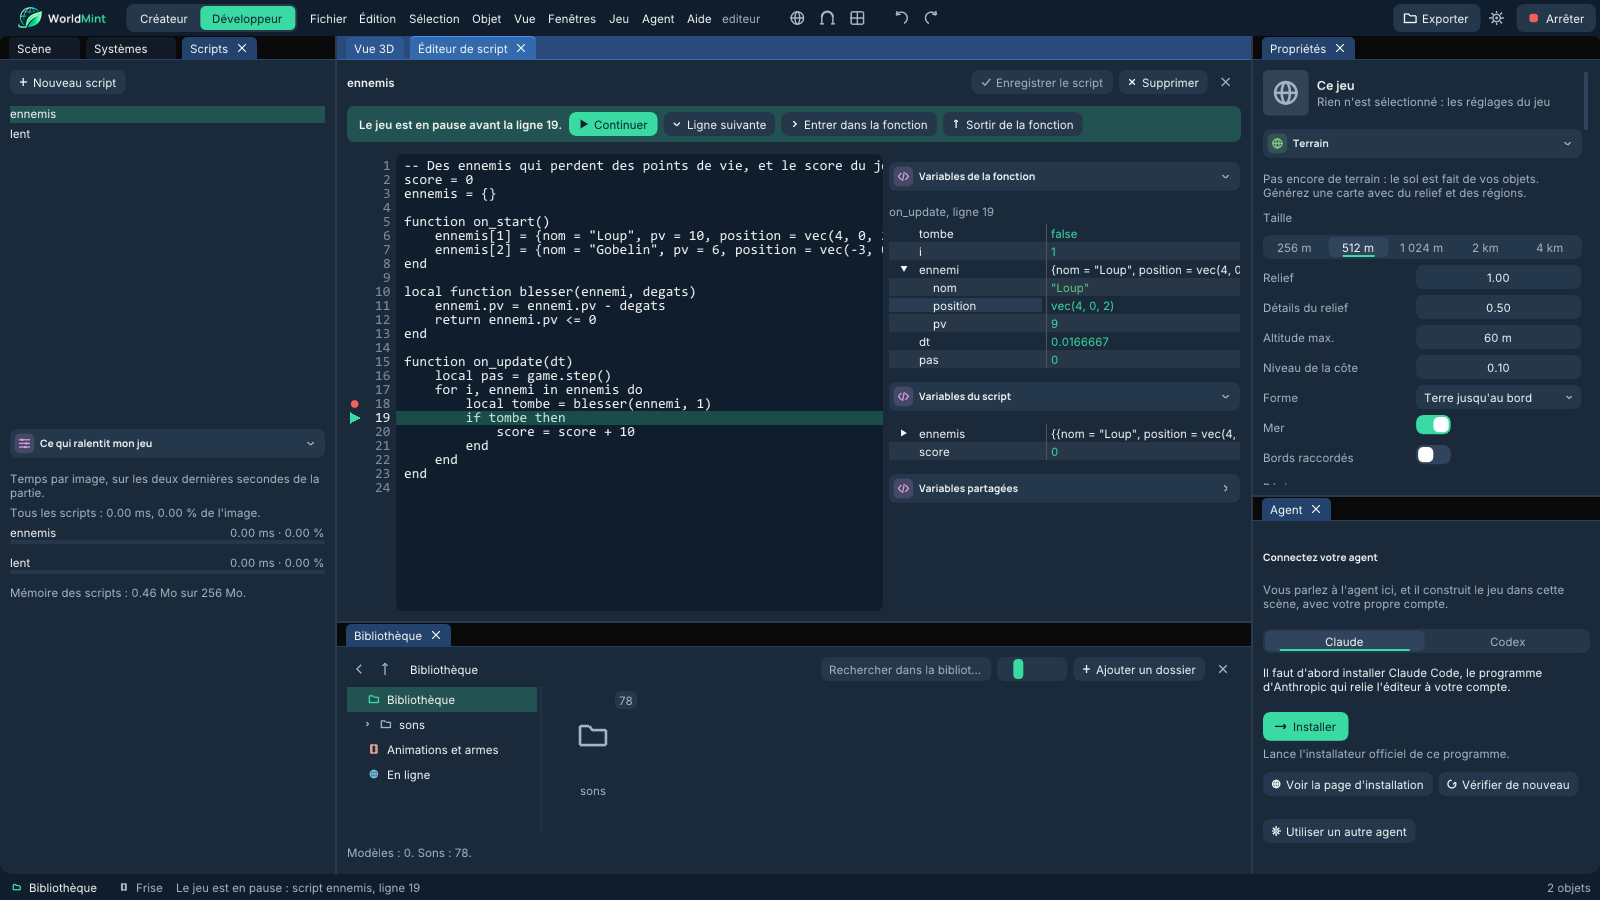 WorldMint
Créateur
Développeur
Fichier
Édition
Sélection
Objet
Vue
Fenêtres
Jeu
Agent
Aide
editeur
Exporter
Arrêter
Scène
Systèmes
Scripts
Vue 3D
Éditeur de script
Propriétés
+ Nouveau script
ennemis
lent
ennemis
Enregistrer le script
Supprimer
Le jeu est en pause avant la ligne 19.
Continuer
Ligne suivante
Entrer dans la fonction
Sortir de la fonction
1 -- Des ennemis qui perdent des points de vie, et le score du je
2 score = 0
3 ennemis = {}
4
5 function on_start()
6 ennemis[1] = {nom = "Loup", pv = 10, position = vec(4, 0,
7 ennemis[2] = {nom = "Gobelin", pv = 6, position = vec(-3, 
8 end
9
10 local function blesser(ennemi, degats)
11 ennemi.pv = ennemi.pv - degats
12 return ennemi.pv <= 0
13 end
14
15 function on_update(dt)
16 local pas = game.step()
17 for i, ennemi in ennemis do
18 local tombe = blesser(ennemi, 1)
19 if tombe then
20 score = score + 10
21 end
22 end
23 end
24
Variables de la fonction
on_update, ligne 19
tombe false
i 1
ennemi {nom = "Loup", position = vec(4, 0
nom "Loup"
position vec(4, 0, 2)
pv 9
dt 0.0166667
pas 0
Variables du script
ennemis {{nom = "Loup", position = vec(4,
score 0
Variables partagées
Ce qui ralentit mon jeu
Temps par image, sur les deux dernières secondes de la
partie.
Tous les scripts : 0.00 ms, 0.00 % de l'image.
ennemis 0.00 ms · 0.00 %
lent 0.00 ms · 0.00 %
Mémoire des scripts : 0.46 Mo sur 256 Mo.
Bibliothèque
Bibliothèque
Rechercher dans la bibliot...
+ Ajouter un dossier
Bibliothèque
sons
Animations et armes
En ligne
78
sons
Modèles : 0. Sons : 78.
Ce jeu
Rien n'est sélectionné : les réglages du jeu
Terrain
Pas encore de terrain : le sol est fait de vos objets.
Générez une carte avec du relief et des régions.
Taille
256 m 512 m 1 024 m 2 km 4 km
Relief 1.00
Détails du relief 0.50
Altitude max. 60 m
Niveau de la côte 0.10
Forme Terre jusqu'au bord
Mer
Bords raccordés
Agent
Connectez votre agent
Vous parlez à l'agent ici, et il construit le jeu dans cette
scène, avec votre propre compte.
Claude
Codex
Il faut d'abord installer Claude Code, le programme
d'Anthropic qui relie l'éditeur à votre compte.
Installer
Lance l'installateur officiel de ce programme.
Voir la page d'installation
Vérifier de nouveau
Utiliser un autre agent
Bibliothèque
Frise
Le jeu est en pause : script ennemis, ligne 19
2 objets